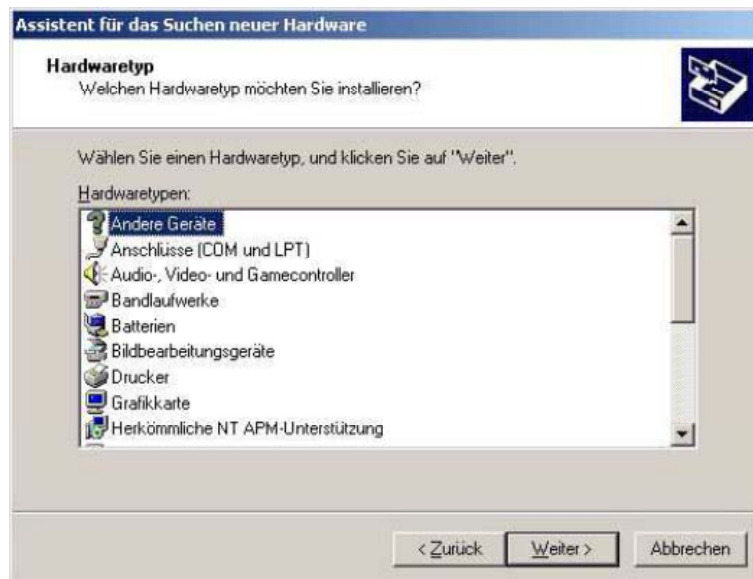 Assistent für das Suchen neuer Hardware
Hardwaretyp
Welchen Hardwaretyp möchten Sie installieren?
Wählen Sie einen Hardwaretyp, und klicken Sie auf "Weiter".
Hardwaretypen:
Andere Geräte
Anschlüsse (COM und LPT)
Audio-, Video- und Gamecontroller
Bandlaufwerke
Batterien
Bildbearbeitungsgeräte
Drucker
Grafikkarte
Herkömmliche NT APM-Unterstützung
< Zurück Weiter > Abbrechen